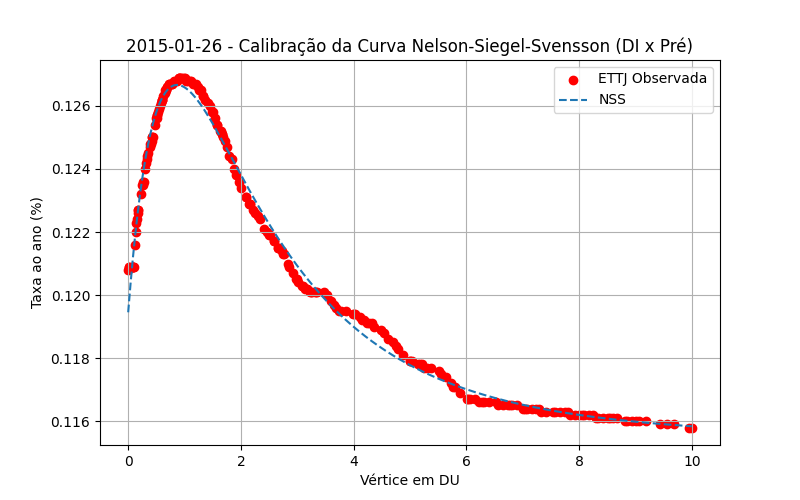 2015-01-26 - Calibração da Curva Nelson-Siegel-Svensson (DI x Pré)
ETTJ Observada
NSS
Taxa ao ano (%)
0.126
0.124
0.122
0.120
0.118
0.116
0 2 4 6 8 10
Vértice em DU